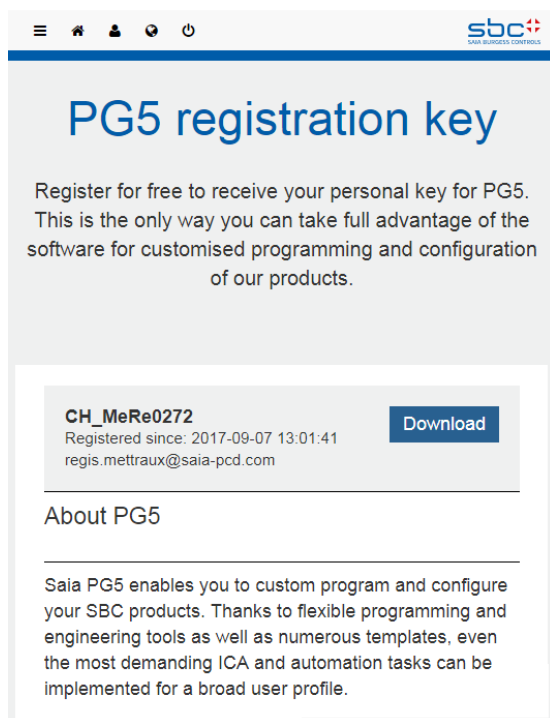 sbc
SAIA BURGESS CONTROLS
PG5 registration key
Register for free to receive your personal key for PG5.
This is the only way you can take full advantage of the
software for customised programming and configuration
of our products.
CH_MeRe0272
Registered since: 2017-09-07 13:01:41
regis.mettraux@saia-pcd.com
Download
About PG5
Saia PG5 enables you to custom program and configure
your SBC products. Thanks to flexible programming and
engineering tools as well as numerous templates, even
the most demanding ICA and automation tasks can be
implemented for a broad user profile.